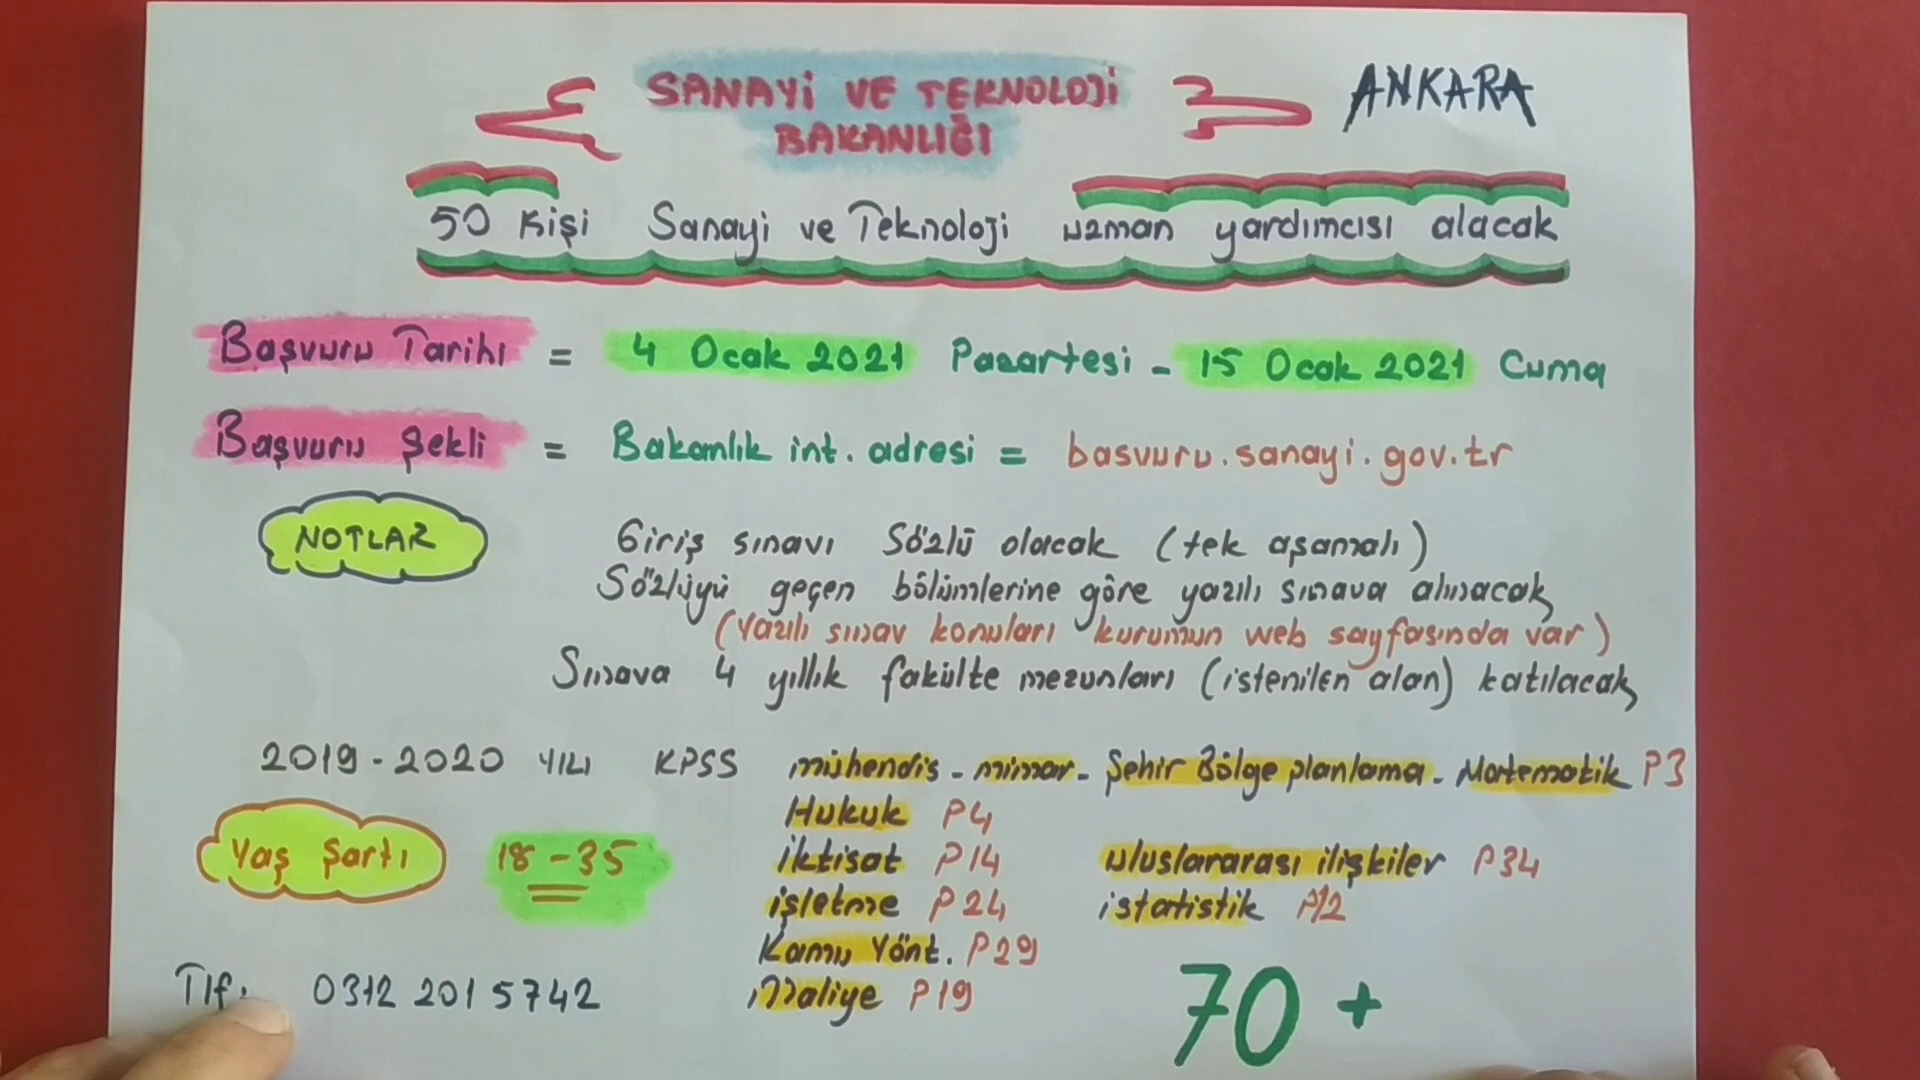 SANAYİ VE TEKNOLOJİ
BAKANLIĞI
ANKARA
50 Kişi Sanayi ve Teknoloji uzman yardımcısı alacak
Başvuru Tarihi = 4 Ocak 2021 Pazartesi - 15 Ocak 2021 Cuma
Başvuru Şekli = Bakanlık int. adresi = basvuru.sanayi.gov.tr
NOTLAR
Giriş sınavı Sözlü olacak (tek aşamalı)
Sözlüyü geçen bölümlerine göre yazılı sınava alınacak
(Yazılı sınav konuları kurumun web sayfasında var)
Sınava 4 yıllık fakülte mezunları (istenilen alan) katılacak
2019-2020 YILI KPSS mühendis - mimar - Şehir Bölge planlama - Matematik P3
Hukuk P4
Yaş Şartı 18-35 iktisat P14 uluslararası ilişkiler P34
işletme P24 istatistik P12
Kamu Yönt. P29
Tlf: 0312 201 5742 Maliye P19
70 +